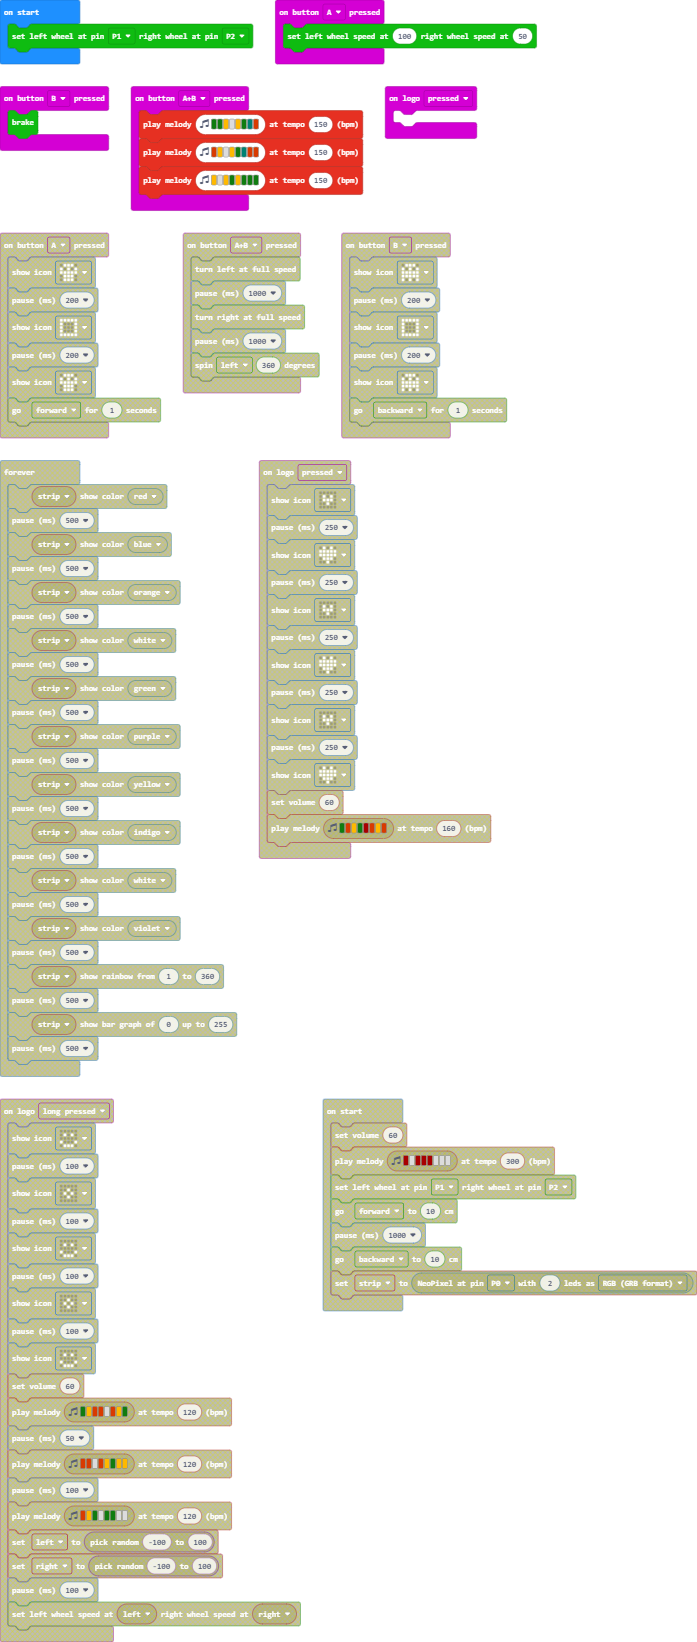 on start
set left wheel at pin P1 right wheel at pin P2
on button A pressed
set left wheel speed at 100 right wheel speed at 50
on button B pressed
brake
on button A+B pressed
play melody at tempo 150 (bpm)
play melody at tempo 150 (bpm)
play melody at tempo 150 (bpm)
on logo pressed
on button A pressed
show icon
pause (ms) 200
show icon
pause (ms) 200
show icon
go forward for 1 seconds
on button A+B pressed
turn left at full speed
pause (ms) 1000
turn right at full speed
pause (ms) 1000
spin left 360 degrees
on button B pressed
show icon
pause (ms) 200
show icon
pause (ms) 200
show icon
go backward for 1 seconds
forever
strip show color red
pause (ms) 500
strip show color blue
pause (ms) 500
strip show color orange
pause (ms) 500
strip show color white
pause (ms) 500
strip show color green
pause (ms) 500
strip show color purple
pause (ms) 500
strip show color yellow
pause (ms) 500
strip show color indigo
pause (ms) 500
strip show color white
pause (ms) 500
strip show color violet
pause (ms) 500
strip show rainbow from 1 to 360
pause (ms) 500
strip show bar graph of 0 up to 255
pause (ms) 500
on logo pressed
show icon
pause (ms) 250
show icon
pause (ms) 250
show icon
pause (ms) 250
show icon
pause (ms) 250
show icon
pause (ms) 250
show icon
set volume 60
play melody at tempo 160 (bpm)
on logo long pressed
show icon
pause (ms) 100
show icon
pause (ms) 100
show icon
pause (ms) 100
show icon
pause (ms) 100
show icon
set volume 60
play melody at tempo 120 (bpm)
pause (ms) 50
play melody at tempo 120 (bpm)
pause (ms) 100
play melody at tempo 120 (bpm)
set left to pick random -100 to 100
set right to pick random -100 to 100
pause (ms) 100
set left wheel speed at left right wheel speed at right
on start
set volume 60
play melody at tempo 300 (bpm)
set left wheel at pin P1 right wheel at pin P2
go forward to 10 cm
pause (ms) 1000
go backward to 10 cm
set strip to NeoPixel at pin P0 with 2 leds as RGB (GRB format)